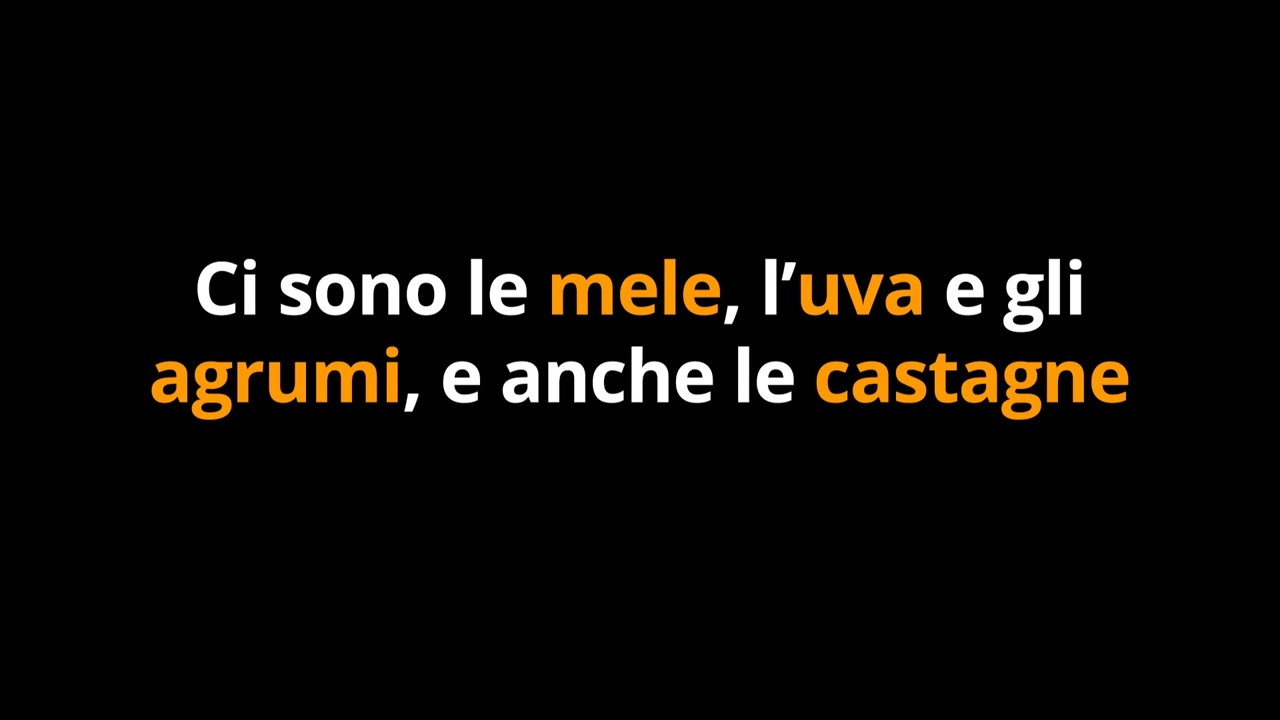 Ci sono le mele, l’uva e gli
agrumi, e anche le castagne